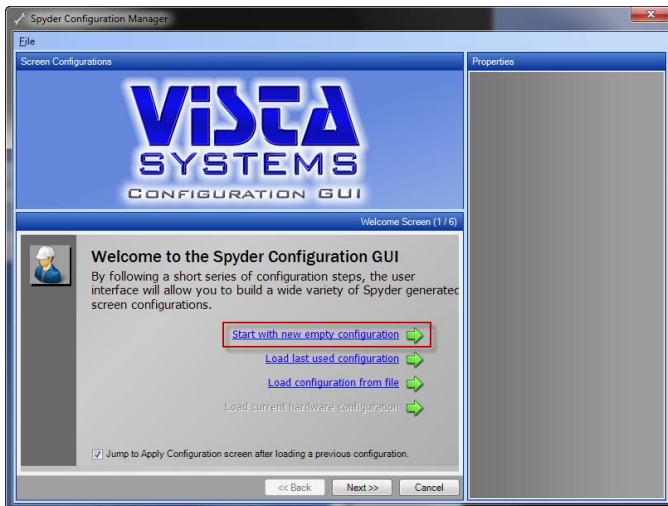 Spyder Configuration Manager
File
Screen Configurations
Properties
ViSTA
SYSTEMS
CONFIGURATION GUI
Welcome Screen (1 / 6)
Welcome to the Spyder Configuration GUI
By following a short series of configuration steps, the user
interface will allow you to build a wide variety of Spyder generated
screen configurations.
Start with new empty configuration
Load last used configuration
Load configuration from file
Load current hardware configuration
Jump to Apply Configuration screen after loading a previous configuration.
<< Back
Next >>
Cancel